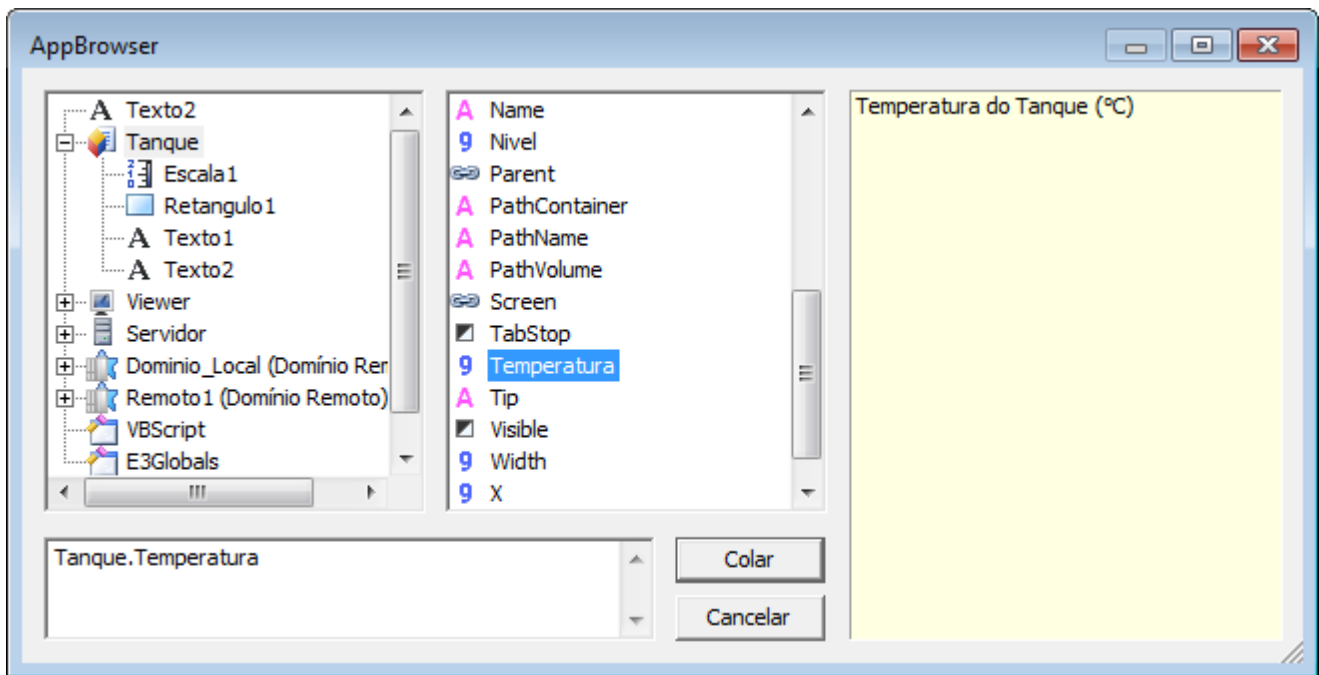 AppBrowser
Texto2
Tanque
Escala1
Retangulo1
Texto1
Texto2
Viewer
Servidor
Dominio_Local (Domínio Rer
Remoto1 (Domínio Remoto)
VBScript
E3Globals
Name
Nivel
Parent
PathContainer
PathName
PathVolume
Screen
TabStop
Temperatura
Tip
Visible
Width
X
Temperatura do Tanque (ºC)
Tanque.Temperatura
Colar
Cancelar